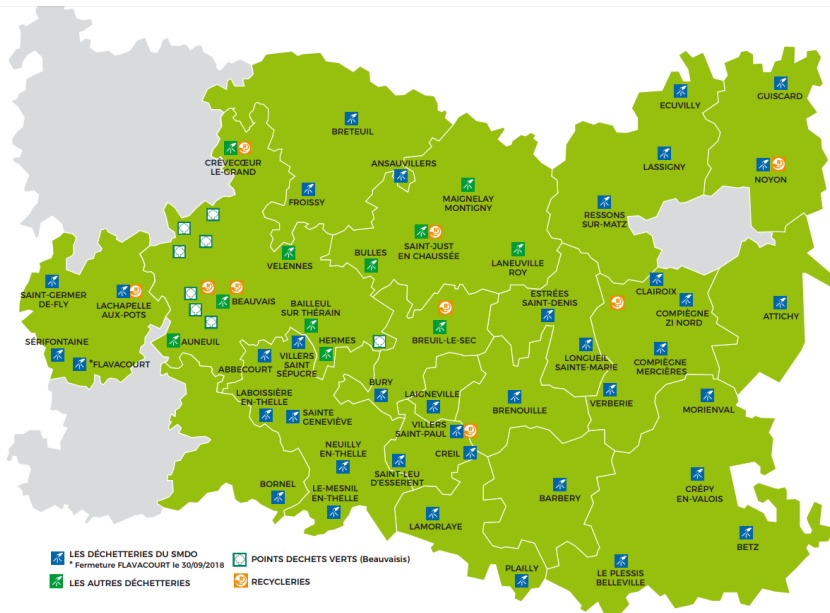 GUISCARD
ECUVILLY
BRETEUIL
CRÈVECŒUR
LE-GRAND
ANSAUVILLERS
LASSIGNY
NOYON
FROISSY
MAIGNELAY
MONTIGNY
RESSONS
SUR-MATZ
SAINT-JUST
EN CHAUSSÉE
VELENNES
BULLES
LANEUVILLE
ROY
SAINT-GERMER
DE-FLY
LACHAPELLE
AUX-POTS
BEAUVAIS
BAILLEUL
SUR THÉRAIN
ESTRÉES
SAINT-DENIS
CLAIROIX
COMPIÈGNE
ZI NORD
ATTICHY
SÉRIFONTAINE
*FLAVACOURT
AUNEUIL
HERMES
BREUIL-LE-SEC
ABBECOURT
VILLERS
SAINT
SÉPUCRE
LONGUEIL
SAINTE-MARIE
COMPIÈGNE
MERCIÈRES
BURY
LABOISSIÈRE
EN-THELLE
SAINTE
GENEVIÈVE
LAIGNEVILLE
BRENOUILLE
VERBERIE
MORIENVAL
VILLERS
SAINT-PAUL
CREIL
NEUILLY
EN-THELLE
SAINT-LEU
D'ESSERENT
BORNEL
LE-MESNIL
EN-THELLE
LAMORLAYE
BARBERY
CRÉPY
EN-VALOIS
BETZ
PLAILLY
LE PLESSIS
BELLEVILLE
LES DÉCHETTERIES DU SMDO
* Fermeture FLAVACOURT le 30/09/2018
POINTS DECHETS VERTS (Beauvaisis)
LES AUTRES DÉCHETTERIES
RECYCLERIES